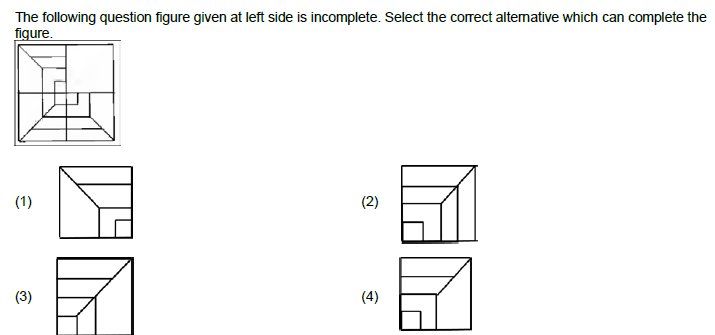 The following question figure given at left side is incomplete. Select the correct alternative which can complete the
figure.
(1)
(2)
(3)
(4)